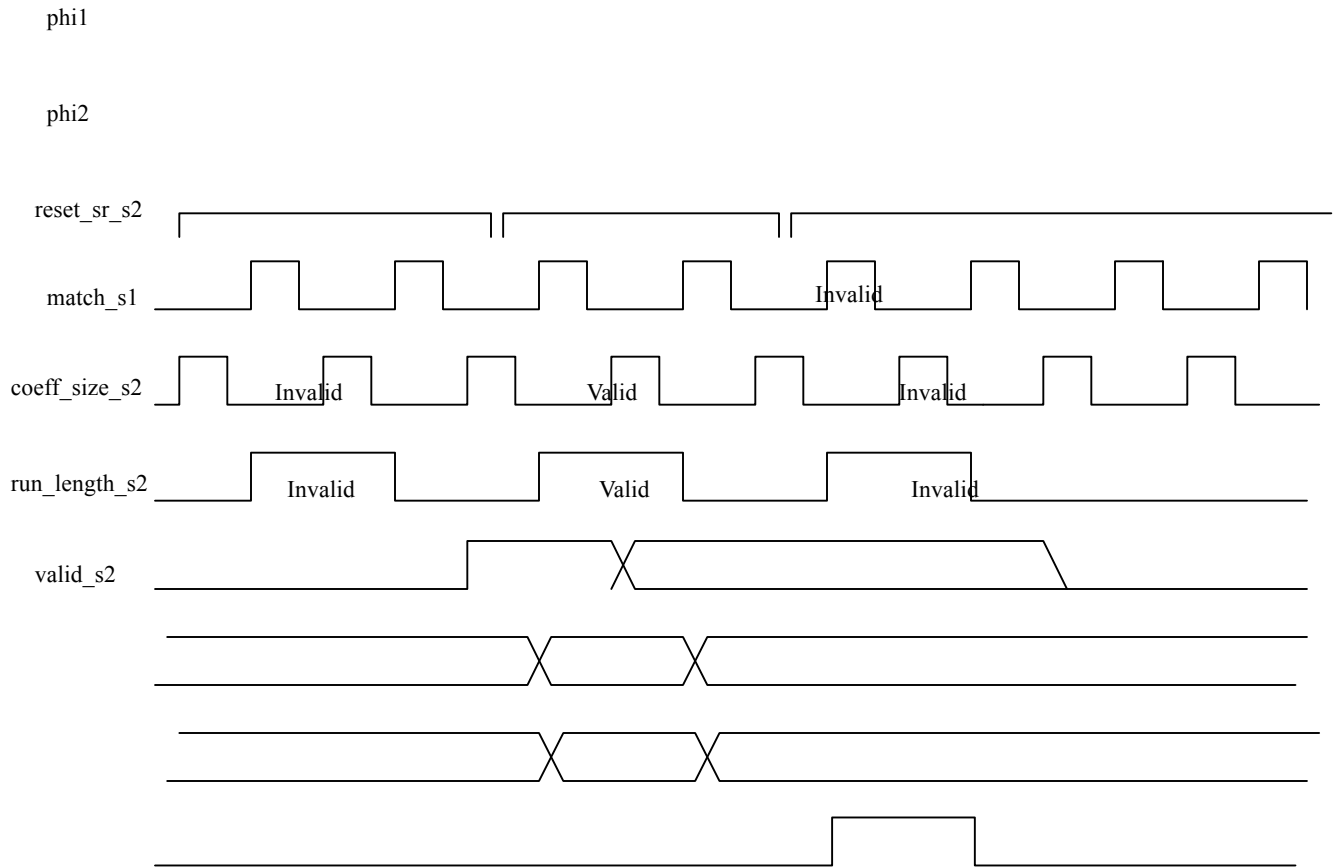 phi1
phi2
reset_sr_s2
match_s1
Invalid
coeff_size_s2
Invalid
Valid
Invalid
run_length_s2
Invalid
Valid
Invalid
valid_s2